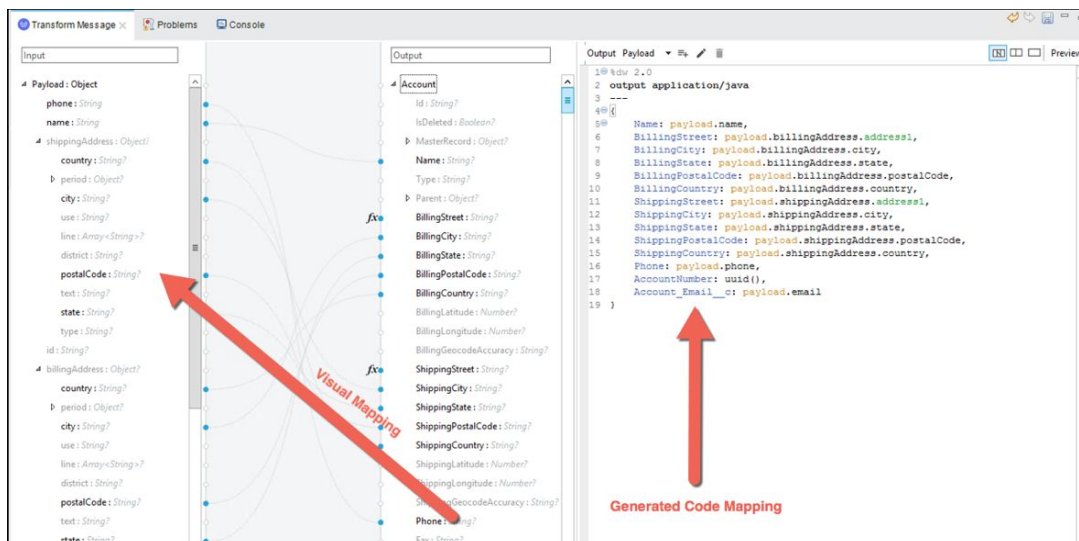 Transform Message
Problems
Console
Input
Payload : Object
phone : String
name : String
shippingAddress : Object?
country : String?
period : Object?
city : String?
use : String?
line : Array<String>?
district : String?
postalCode : String?
text : String?
state : String?
type : String?
id : String?
billingAddress : Object?
country : String?
period : Object?
city : String?
use : String?
line : Array<String>?
district : String?
postalCode : String?
text : String?
state : String?
Visual Mapping
Output
Account
Id : String?
IsDeleted : Boolean?
MasterRecord : Object?
Name : String?
Type : String?
Parent : Object?
fx BillingStreet : String?
BillingCity : String?
BillingState : String?
BillingPostalCode : String?
BillingCountry : String?
BillingLatitude : Number?
BillingLongitude : Number?
BillingGeocodeAccuracy : String?
fx ShippingStreet : String?
ShippingCity : String?
ShippingState : String?
ShippingPostalCode : String?
ShippingCountry : String?
ShippingLatitude : Number?
ShippingLongitude : Number?
GeocodeAccuracy : String?
Phone :
Fax : String?
Output Payload
Preview
1 %dw 2.0
2 output application/java
3 ---
4 {
5 Name: payload.name,
6 BillingStreet: payload.billingAddress.address1,
7 BillingCity: payload.billingAddress.city,
8 BillingState: payload.billingAddress.state,
9 BillingPostalCode: payload.billingAddress.postalCode,
10 BillingCountry: payload.billingAddress.country,
11 ShippingStreet: payload.shippingAddress.address1,
12 ShippingCity: payload.shippingAddress.city,
13 ShippingState: payload.shippingAddress.state,
14 ShippingPostalCode: payload.shippingAddress.postalCode,
15 ShippingCountry: payload.shippingAddress.country,
16 Phone: payload.phone,
17 AccountNumber: uuid(),
18 Account_Email__c: payload.email
19 }
Generated Code Mapping